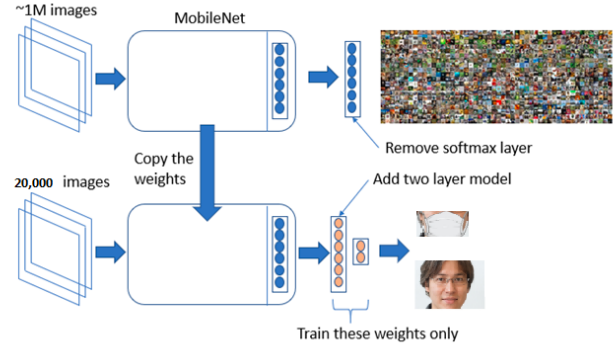 ~1M images
MobileNet
Remove softmax layer
Copy the
weights
20,000 images
Add two layer model
Train these weights only